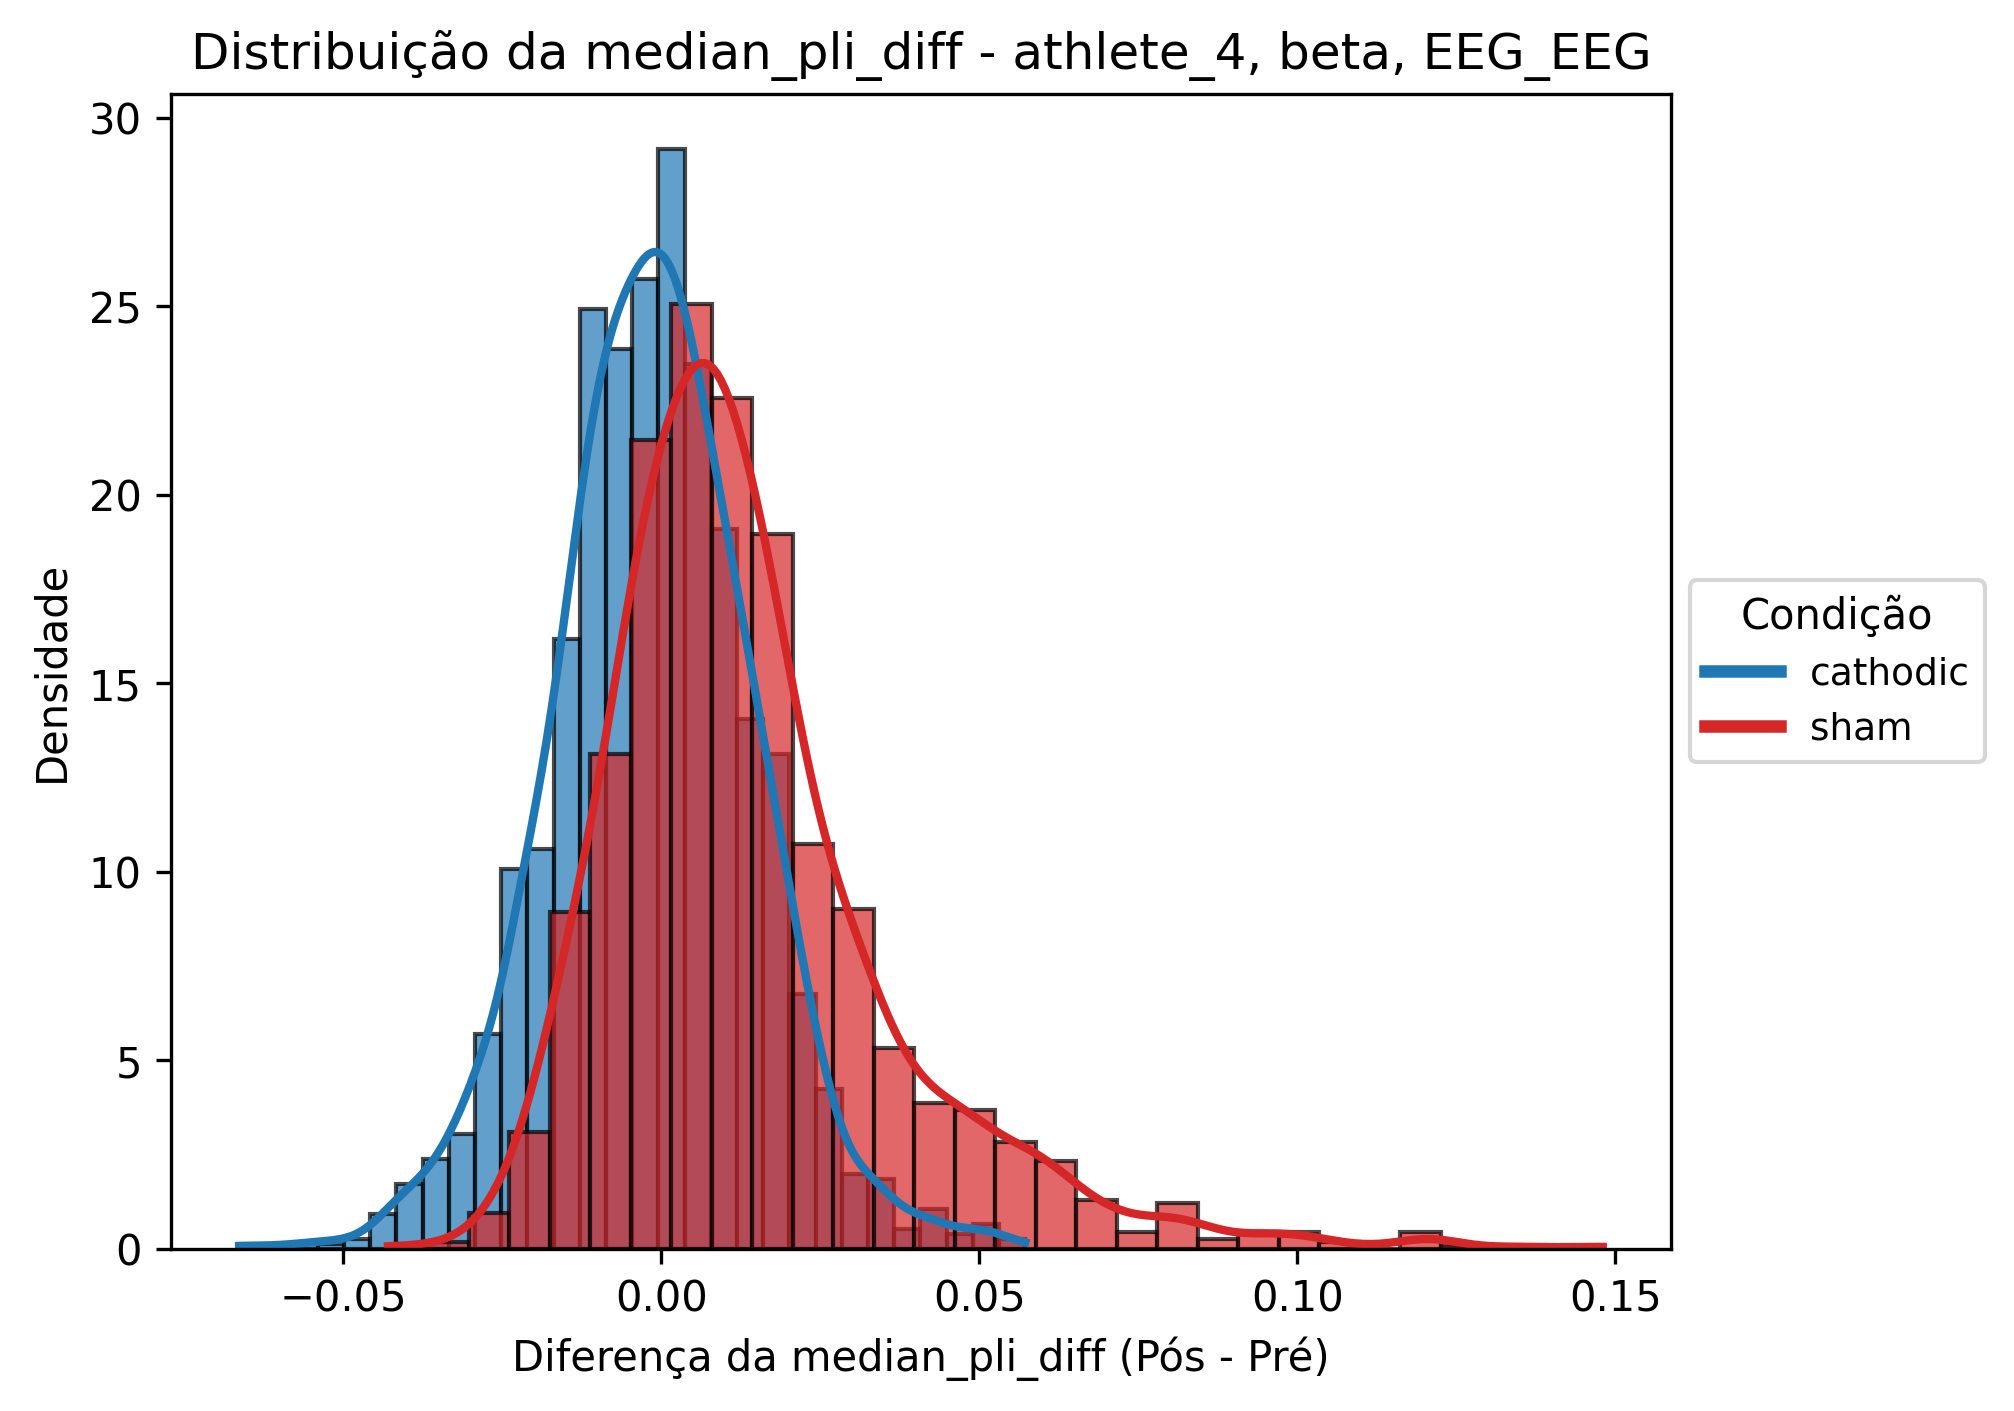 Distribuição da median_pli_diff - athlete_4, beta, EEG_EEG
30
25
20
15
10
5
0
Densidade
−0.05 0.00 0.05 0.10 0.15
Diferença da median_pli_diff (Pós - Pré)
Condição
cathodic
sham